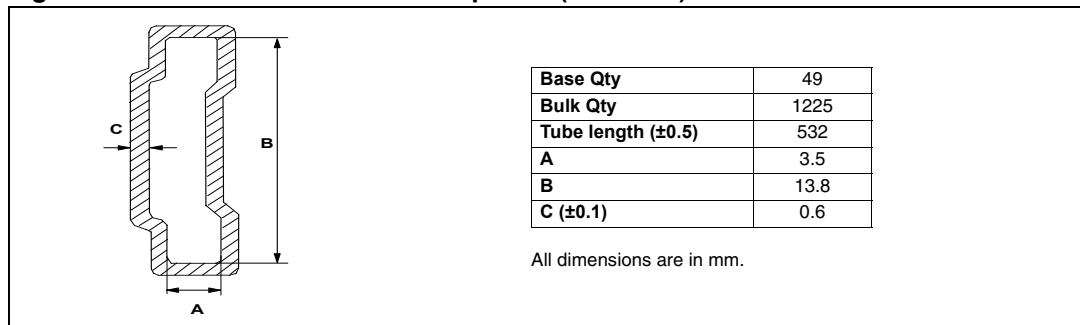 C
B
A
Base Qty 49
Bulk Qty 1225
Tube length (±0.5) 532
A 3.5
B 13.8
C (±0.1) 0.6
All dimensions are in mm.